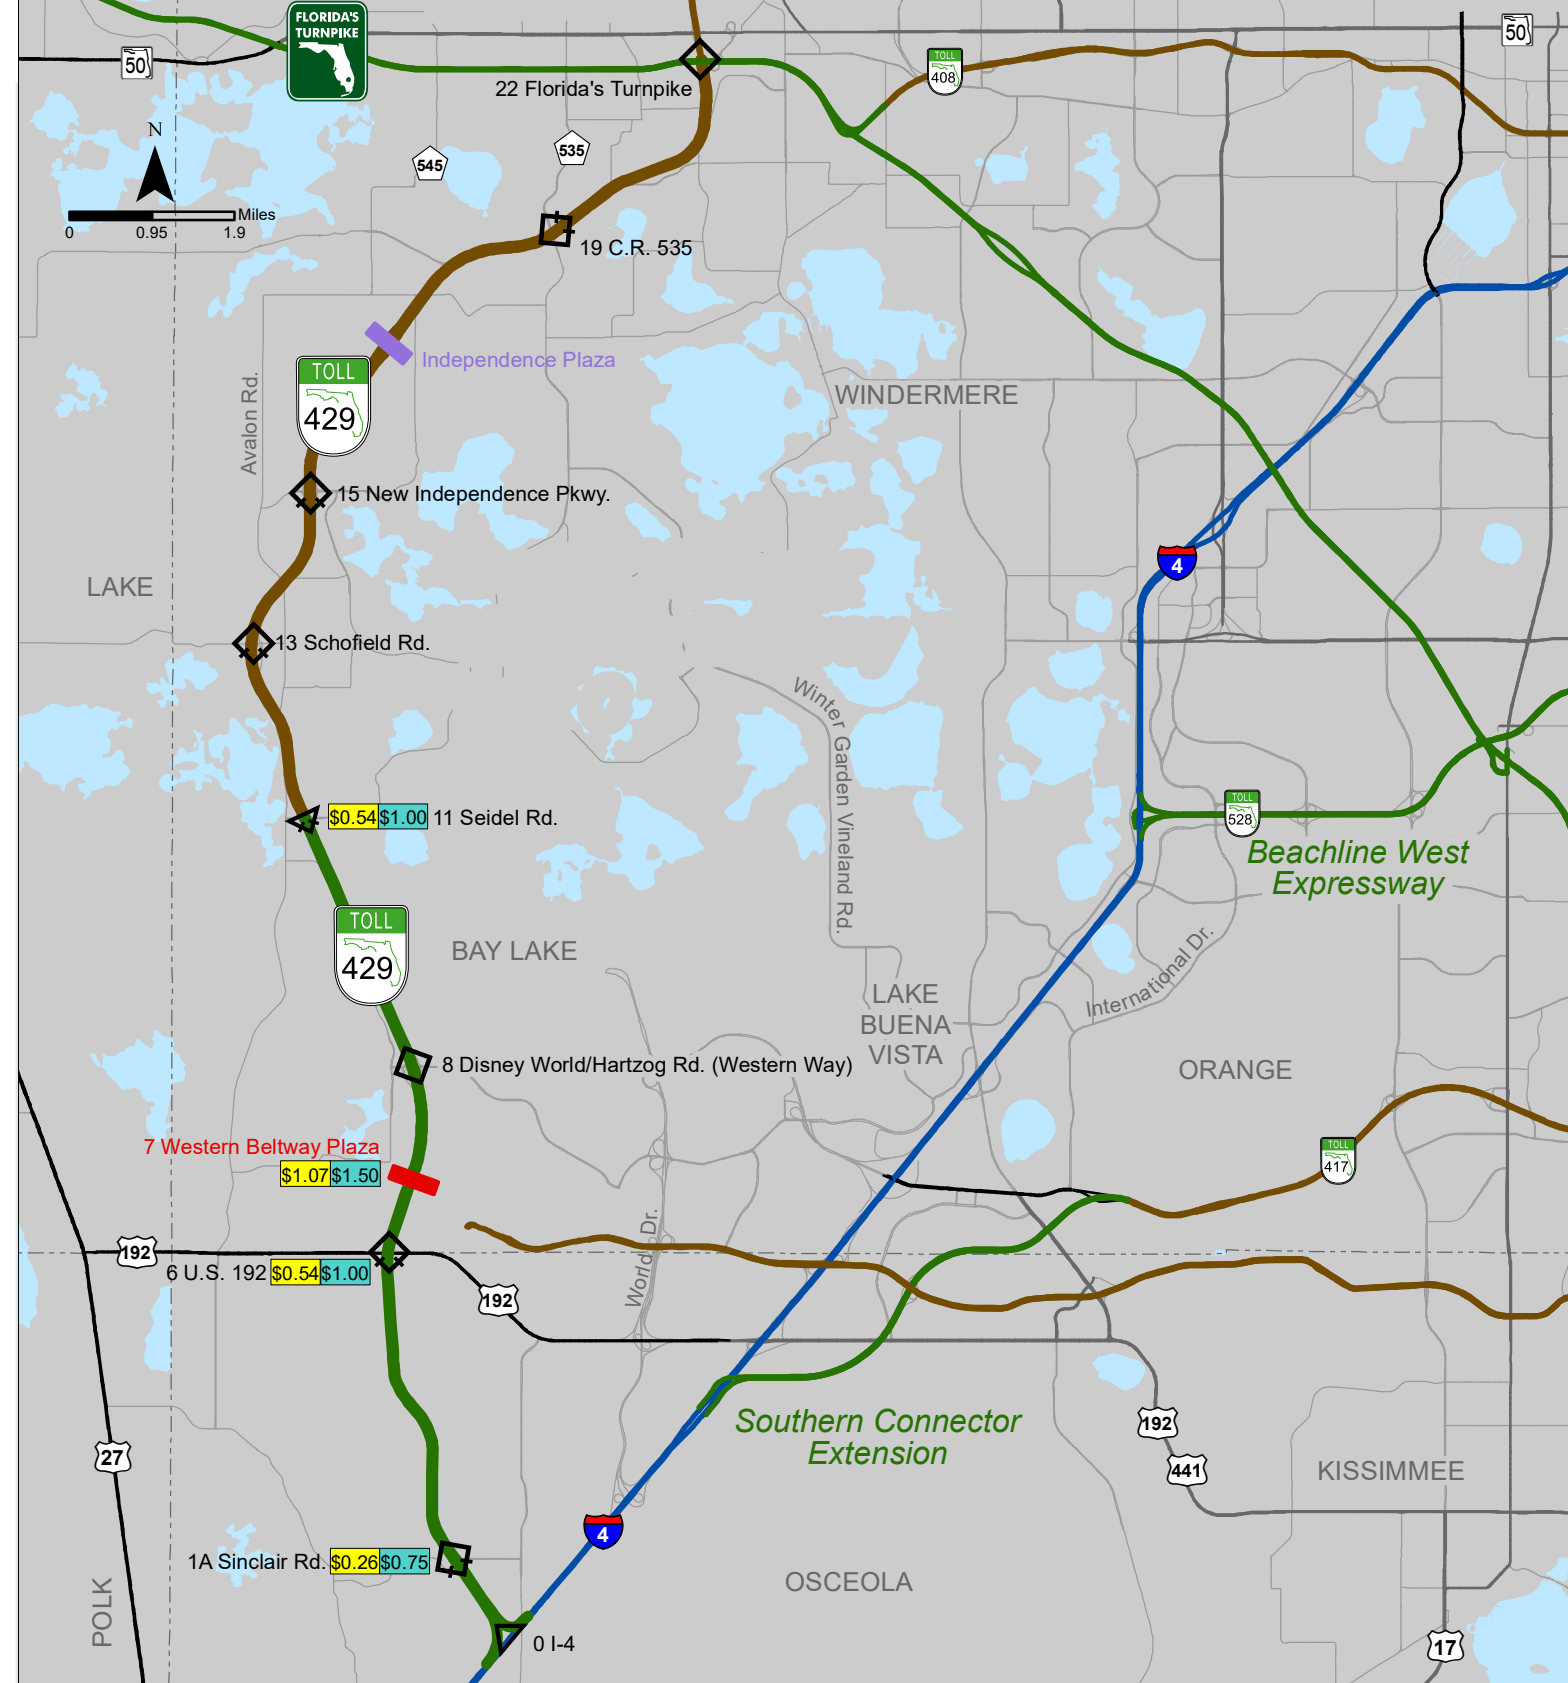 FLORIDA'S
TURNPIKE
50
50
TOLL
408
22 Florida's Turnpike
N
545
535
Miles
0 0.95 1.9
19 C.R. 535
Independence Plaza
TOLL
429
Avalon Rd.
WINDERMERE
15 New Independence Pkwy.
4
LAKE
13 Schofield Rd.
Winter Garden Vineland Rd.
$0.54 $1.00 11 Seidel Rd.
TOLL
528
Beachline West
Expressway
TOLL
429
BAY LAKE
International Dr.
LAKE
BUENA
VISTA
8 Disney World/Hartzog Rd. (Western Way)
ORANGE
7 Western Beltway Plaza
$1.07 $1.50
TOLL
417
World Dr.
192
6 U.S. 192 $0.54 $1.00
192
Southern Connector
Extension
192
27
441
KISSIMMEE
4
1A Sinclair Rd. $0.26 $0.75
OSCEOLA
POLK
0 I-4
17